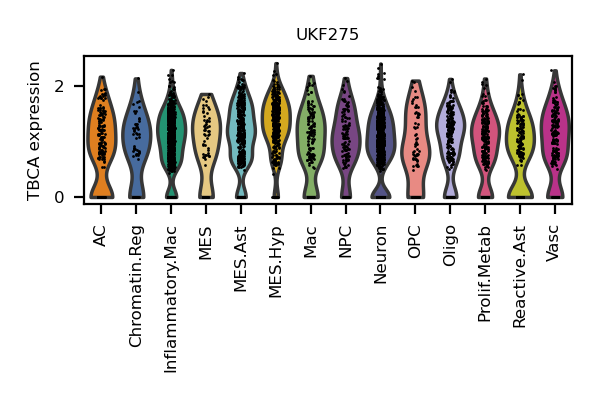 UKF275
TBCA expression
2
0
AC
Chromatin.Reg
Inflammatory.Mac
MES
MES.Ast
MES.Hyp
Mac
NPC
Neuron
OPC
Oligo
Prolif.Metab
Reactive.Ast
Vasc